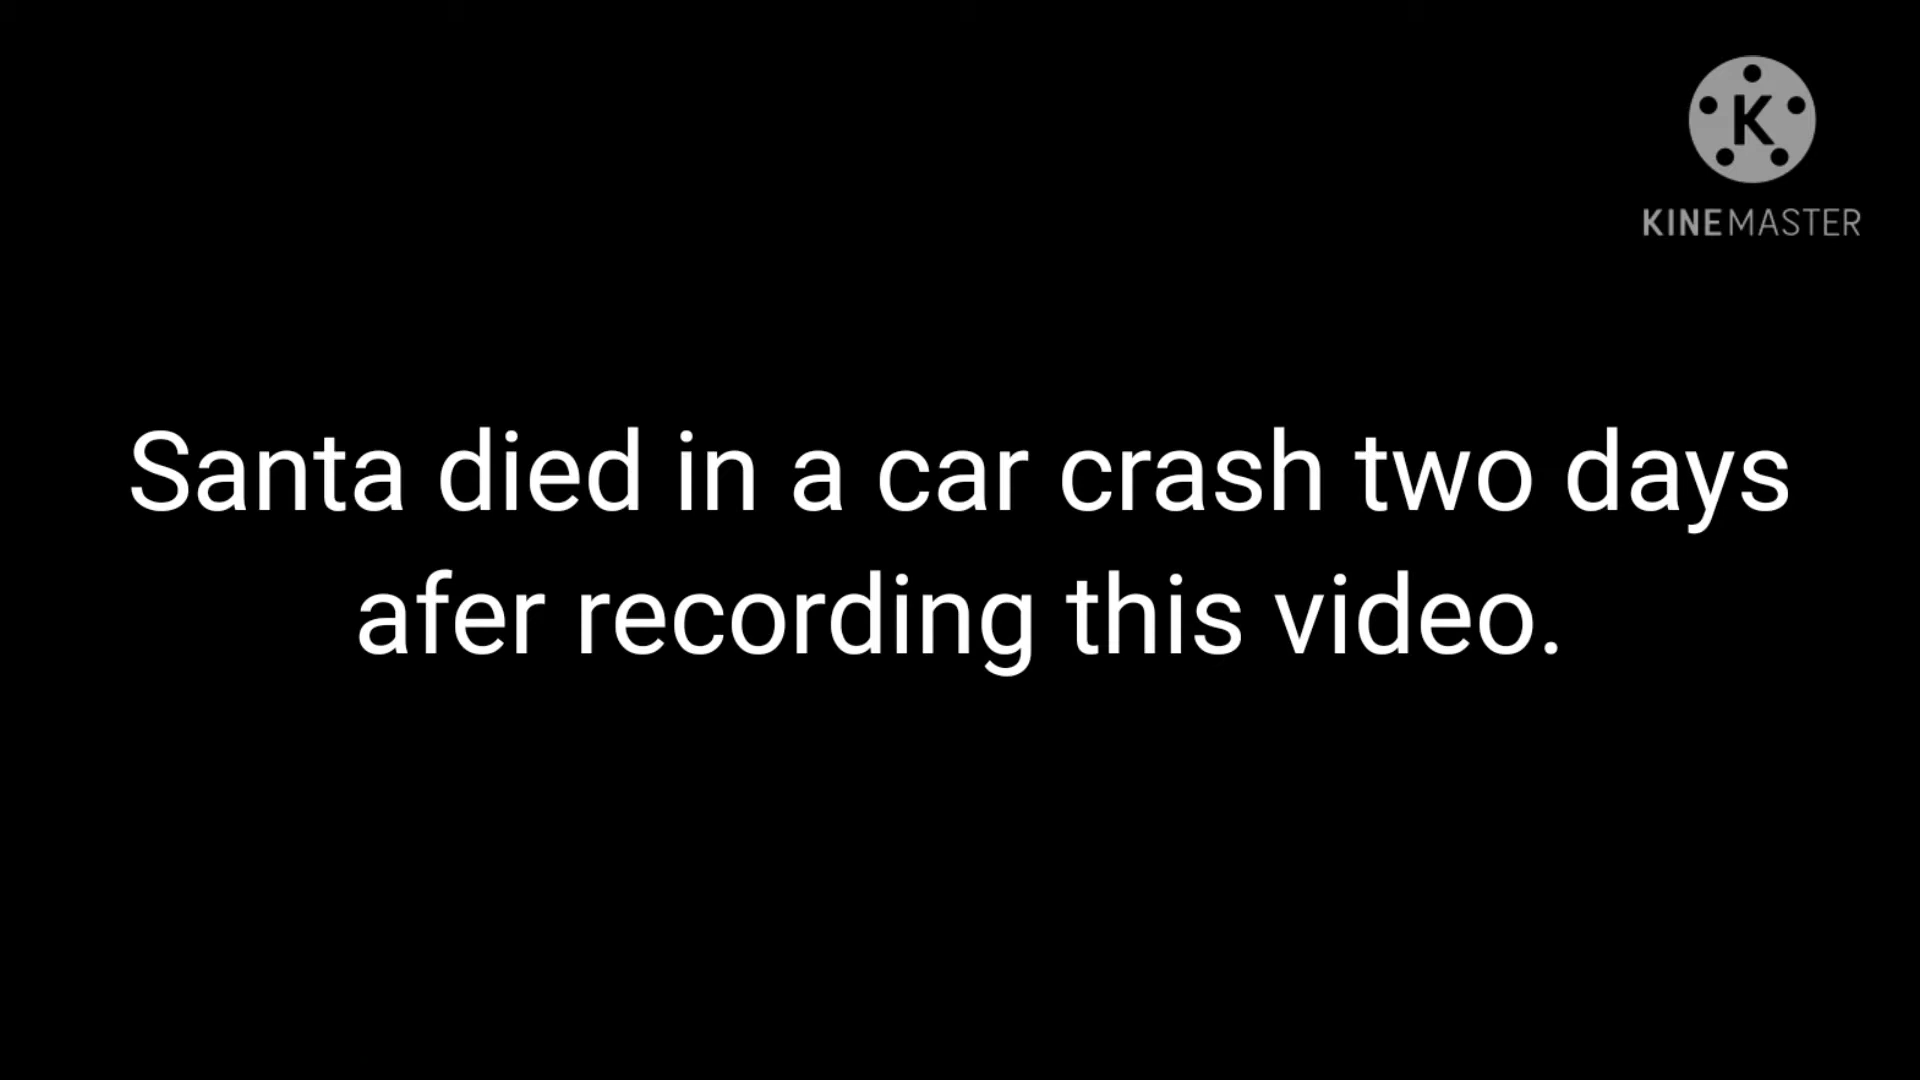 K
KINEMASTER
Santa died in a car crash two days
afer recording this video.